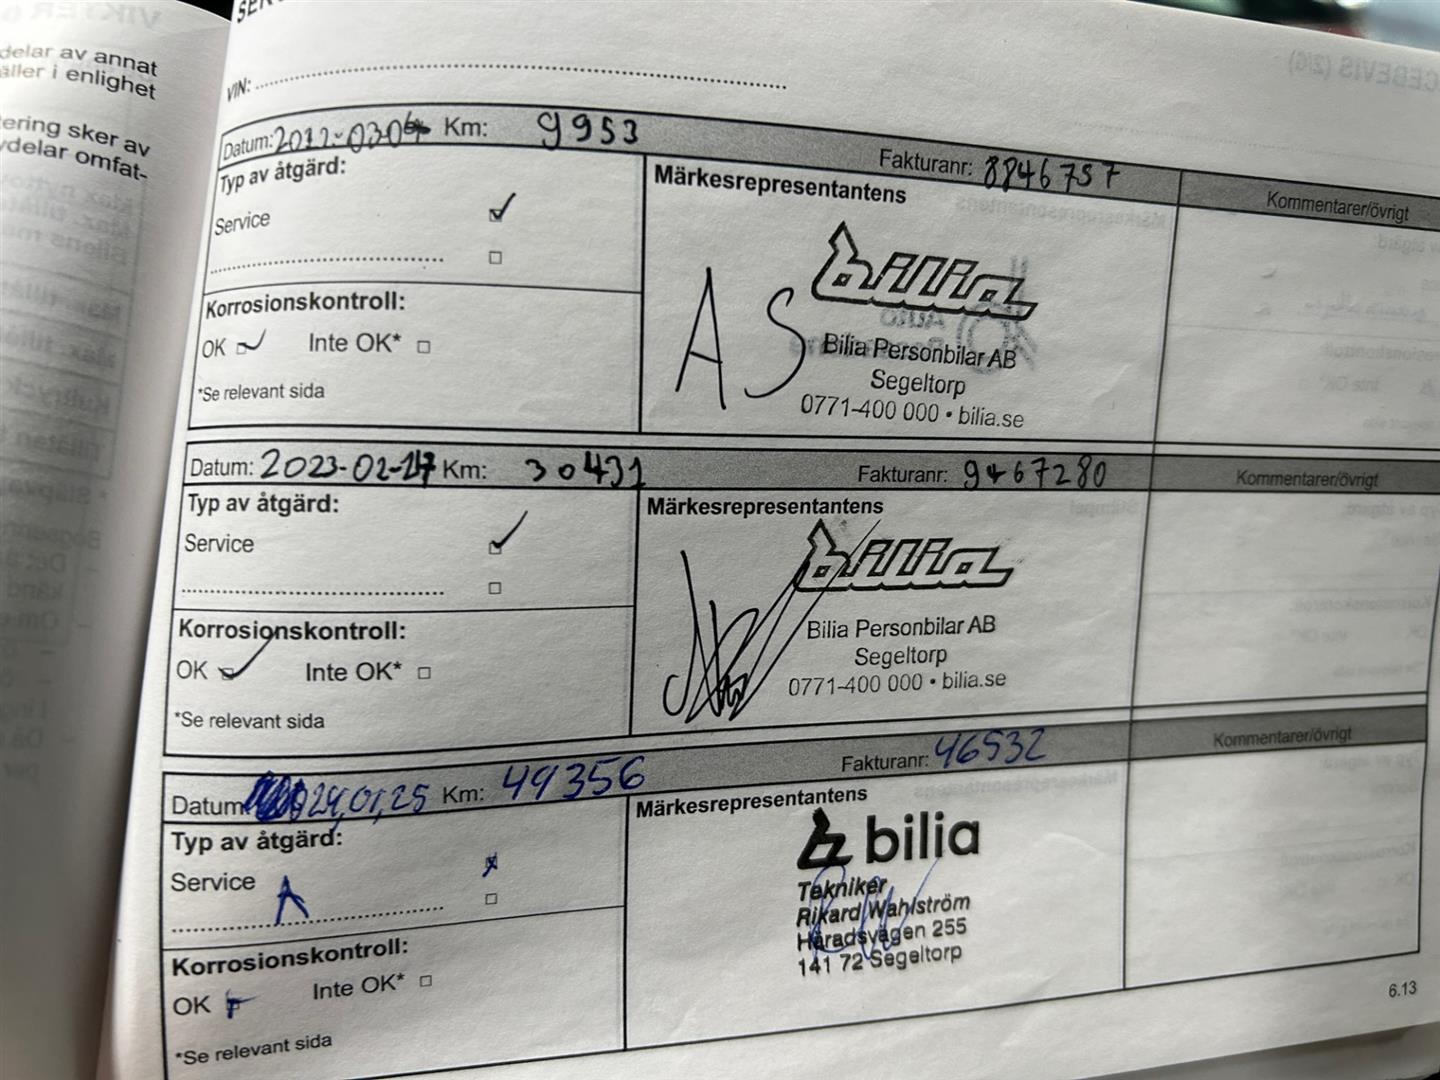 delar av annat
äller i enlighet
ering sker av
delar omfat-
VIN:
Datum: 2022-03-04 Km: 9953 Fakturanr: 8846757 Kommentarer/övrigt
Typ av åtgärd:
Service
Märkesrepresentantens
bilia
AS
Bilia Personbilar AB
Segeltorp
0771-400 000 • bilia.se
Korrosionskontroll:
OK Inte OK*
*Se relevant sida
Datum: 2023-02-17 Km: 30431 Fakturanr: 9467280 Kommentarer/övrigt
Typ av åtgärd:
Service
Märkesrepresentantens
bilia
Bilia Personbilar AB
Segeltorp
0771-400 000 • bilia.se
Korrosionskontroll:
OK Inte OK*
*Se relevant sida
Datum: 24,01,25 Km: 49356 Fakturanr: 46532 Kommentarer/övrigt
Typ av åtgärd:
Service A
Märkesrepresentantens
bilia
Tekniker
Rikard Wahlström
Häradsvägen 255
141 72 Segeltorp
Korrosionskontroll:
OK Inte OK*
*Se relevant sida
6.13